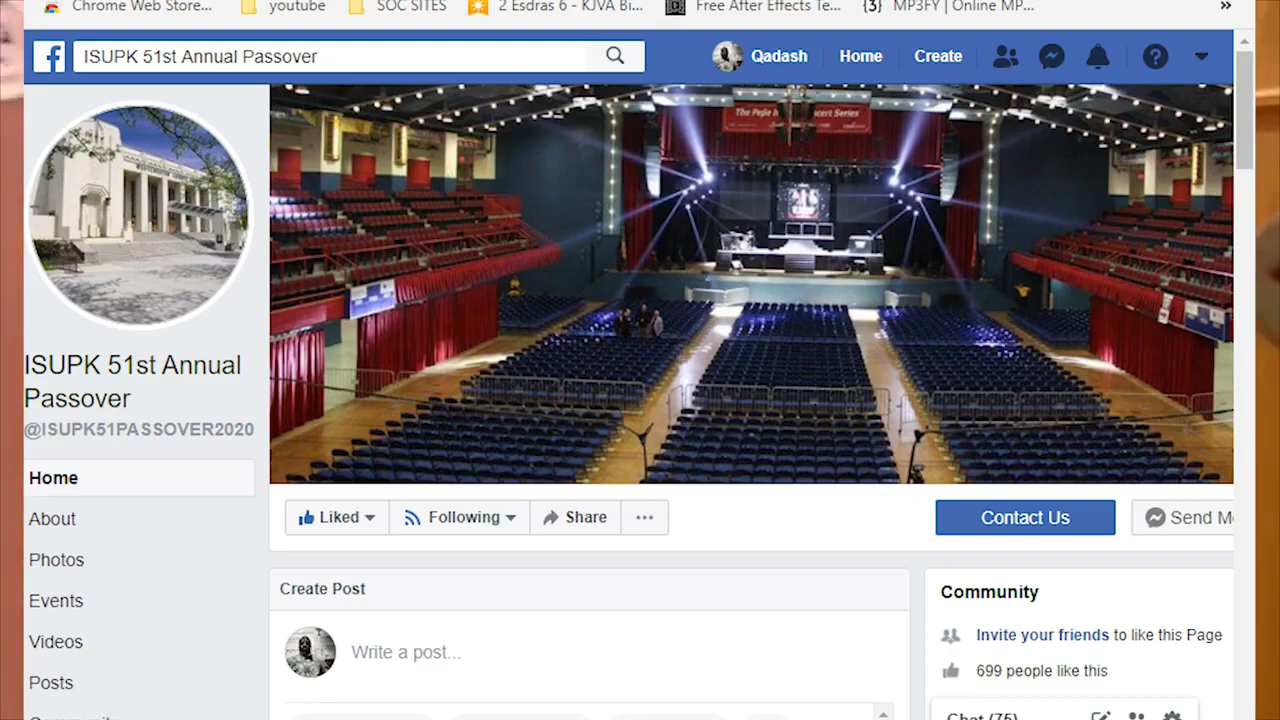 Chrome Web Store...
youtube
SOC SITES
2 Esdras 6 - KJVA Bi...
Free After Effects Te...
{3}
MP3FY | Online MP...
»
f
ISUPK 51st Annual Passover
Qadash
Home
Create
ISUPK 51st Annual
Passover
@ISUPK51PASSOVER2020
Home
About
Photos
Events
Videos
Posts
Community
Liked
Following
Share
...
Contact Us
Send M
Create Post
Write a post...
Community
Invite your friends to like this Page
699 people like this
Chat (75)